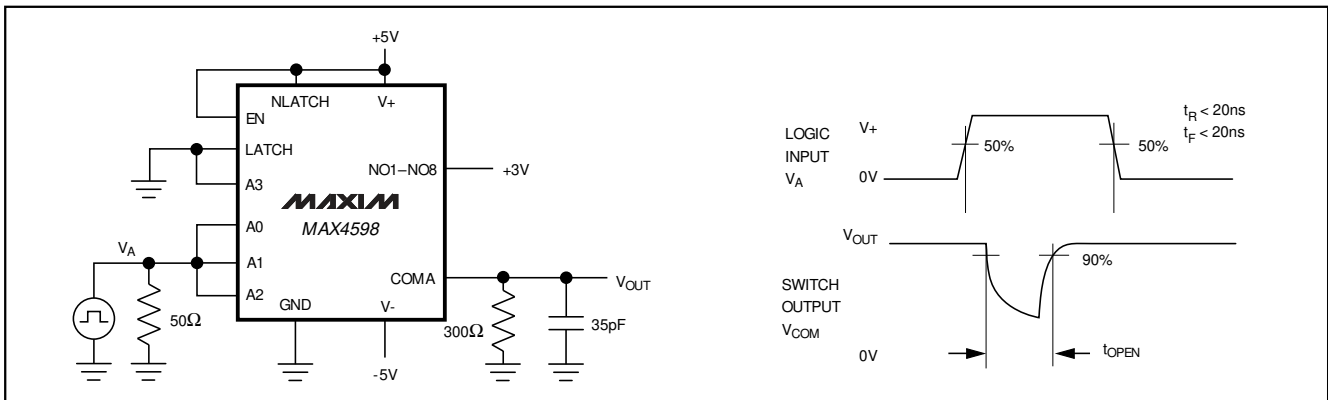 +5V
NLATCH
V+
EN
LATCH
A3
NO1–NO8
+3V
MAXIM
MAX4598
A0
VA
A1
COMA
VOUT
A2
GND
V-
50Ω
300Ω
35pF
-5V
LOGIC
INPUT
VA
V+
0V
50%
50%
tR < 20ns
tF < 20ns
VOUT
90%
SWITCH
OUTPUT
VCOM
0V
tOPEN